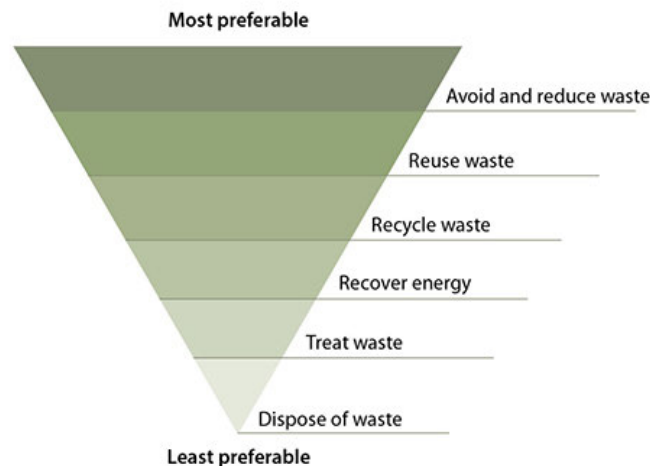 Most preferable
Avoid and reduce waste
Reuse waste
Recycle waste
Recover energy
Treat waste
Dispose of waste
Least preferable